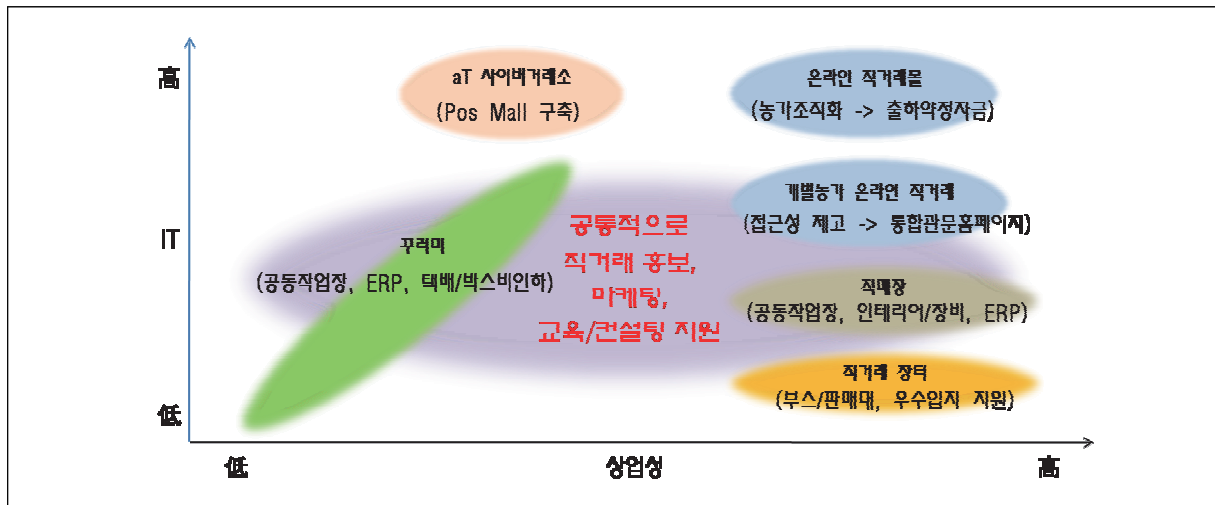 高
aT 사이버거래소
(Pos Mall 구축)
온라인 직거래몰
(농가조직화 -> 출하약정자금)
개별농가 온라인 직거래
(접근성 제고 -> 통합관문홈페이지)
IT
꾸러미
(공동작업장, ERP, 택배/박스비인하)
공통적으로
직거래 홍보,
마케팅,
교육/컨설팅 지원
직매장
(공동작업장, 인테리어/장비, ERP)
직거래 장터
(부스/판매대, 우수입지 지원)
低
低
상업성
高